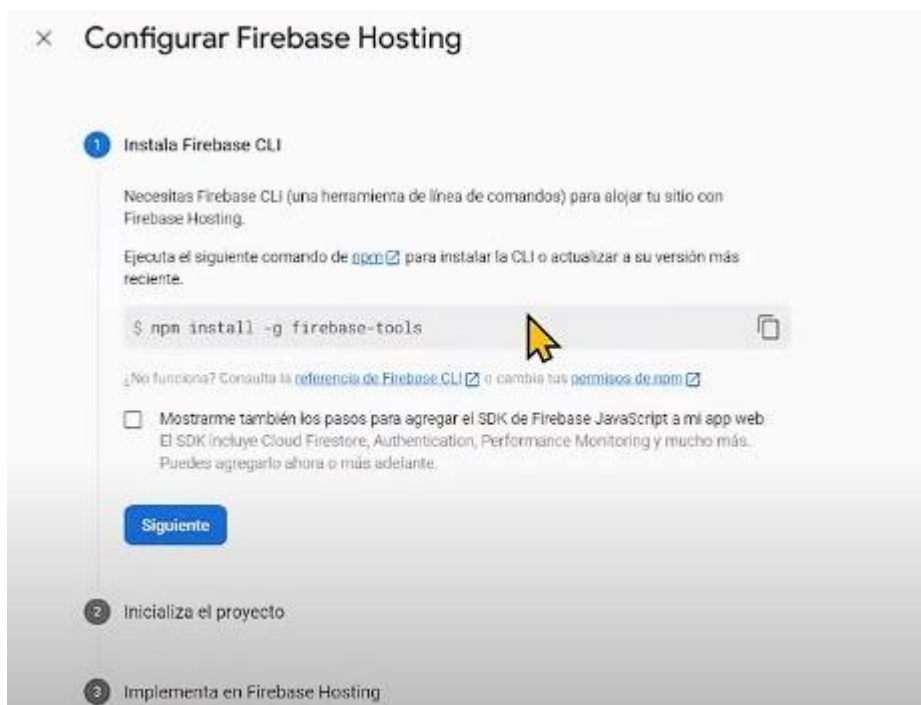 Configurar Firebase Hosting
1 Instala Firebase CLI
Necesitas Firebase CLI (una herramienta de línea de comandos) para alojar tu sitio con
Firebase Hosting.
Ejecuta el siguiente comando de npm para instalar la CLI o actualizar a su versión más
reciente.
$ npm install -g firebase-tools
¿No funciona? Consulta la referencia de Firebase CLI o cambia tus permisos de npm
Mostrarme también los pasos para agregar el SDK de Firebase JavaScript a mi app web
El SDK incluye Cloud Firestore, Authentication, Performance Monitoring y mucho más.
Puedes agregarlo ahora o más adelante.
Siguiente
2 Inicializa el proyecto
3 Implementa en Firebase Hosting